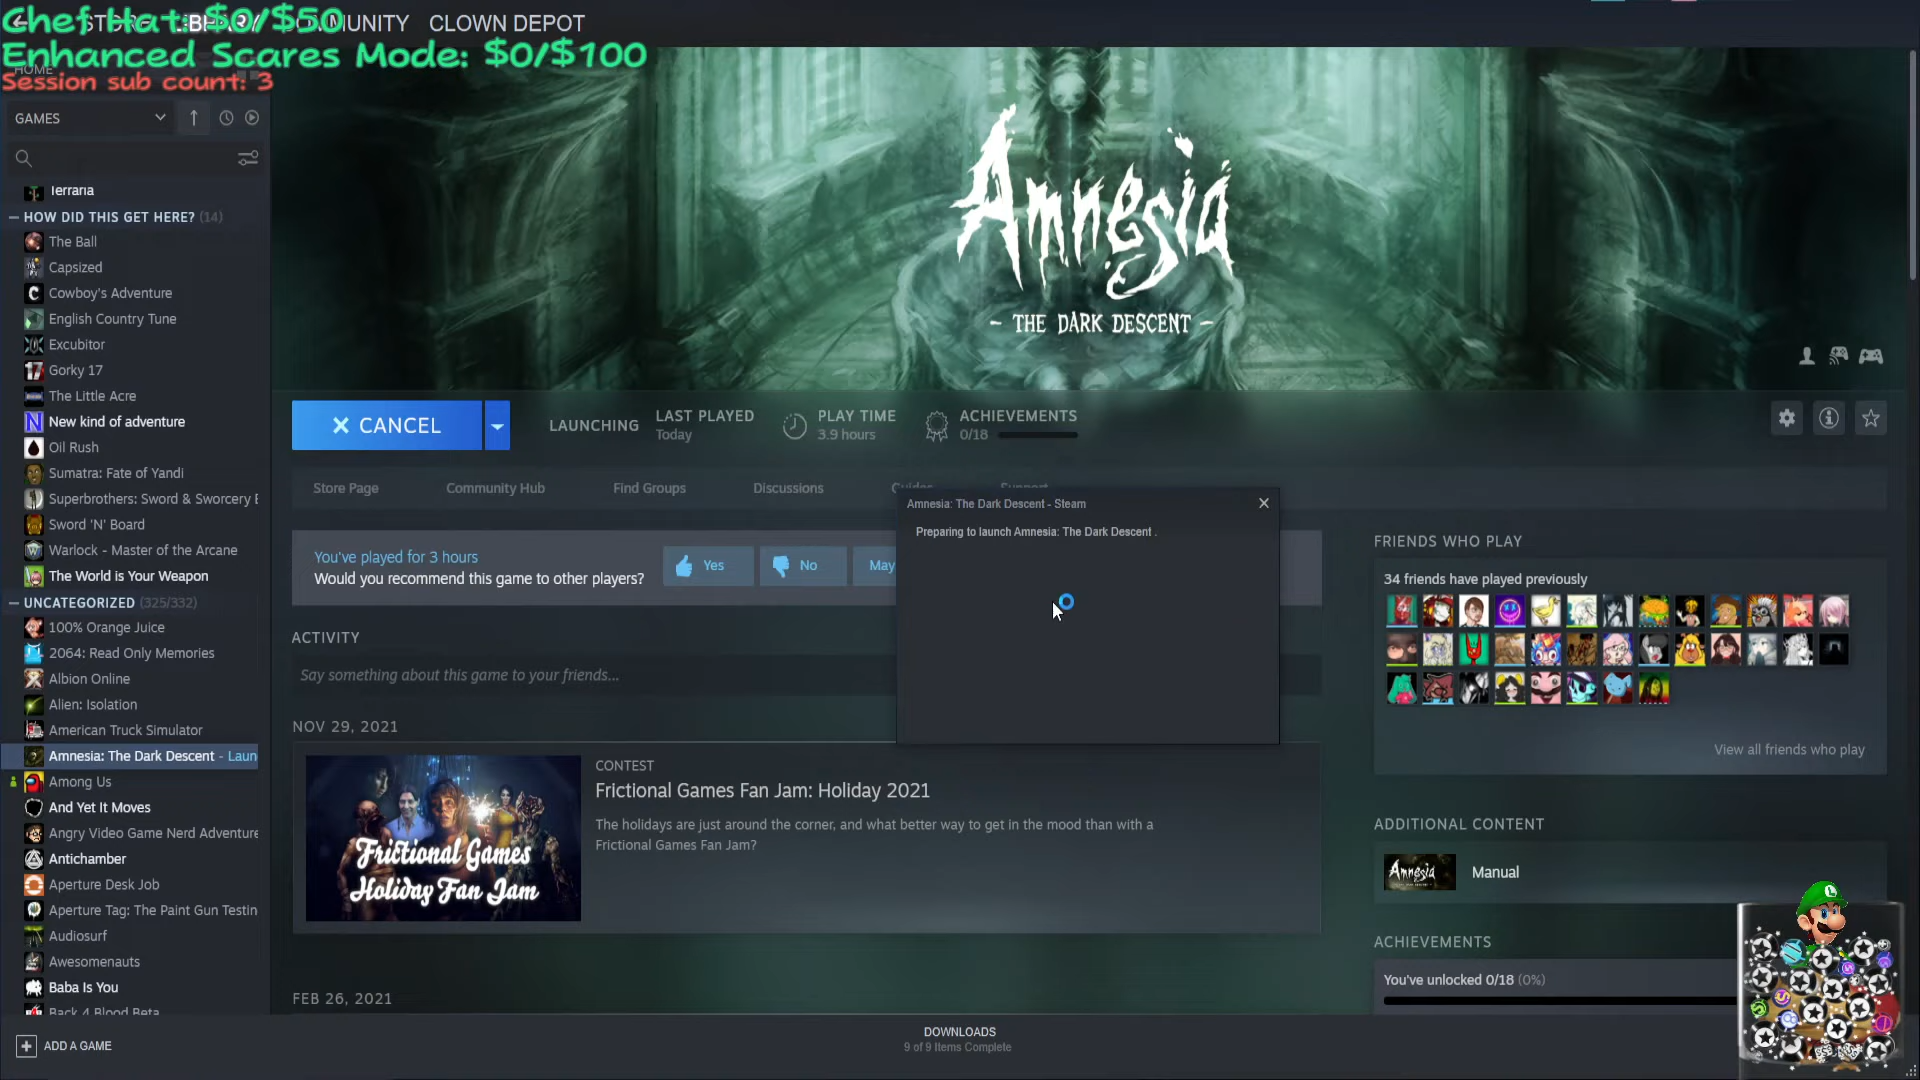 Chef Hat: $0/$50
COMMUNITY
CLOWN DEPOT
Enhanced Scares Mode: $0/$100
HOME
Session sub count: 3
GAMES
Terraria
HOW DID THIS GET HERE? (14)
The Ball
Capsized
Cowboy's Adventure
English Country Tune
Excubitor
Gorky 17
The Little Acre
New kind of adventure
Oil Rush
Sumatra: Fate of Yandi
Superbrothers: Sword & Sworcery E
Sword 'N' Board
Warlock - Master of the Arcane
The World is Your Weapon
UNCATEGORIZED (325/332)
100% Orange Juice
2064: Read Only Memories
Albion Online
Alien: Isolation
American Truck Simulator
Amnesia: The Dark Descent - Laun
Among Us
And Yet It Moves
Angry Video Game Nerd Adventure
Antichamber
Aperture Desk Job
Aperture Tag: The Paint Gun Testin
Audiosurf
Awesomenauts
Baba Is You
Back 4 Blood Beta
ADD A GAME
Amnesia
- THE DARK DESCENT -
CANCEL
LAUNCHING
LAST PLAYED
Today
PLAY TIME
3.9 hours
ACHIEVEMENTS
0/18
Store Page
Community Hub
Find Groups
Discussions
Guides
Support
Amnesia: The Dark Descent - Steam
Preparing to launch Amnesia: The Dark Descent .
You've played for 3 hours
Would you recommend this game to other players?
Yes
No
May
ACTIVITY
Say something about this game to your friends...
NOV 29, 2021
Frictional Games
Holiday Fan Jam
CONTEST
Frictional Games Fan Jam: Holiday 2021
The holidays are just around the corner, and what better way to get in the mood than with a
Frictional Games Fan Jam?
FEB 26, 2021
FRIENDS WHO PLAY
34 friends have played previously
View all friends who play
ADDITIONAL CONTENT
Amnesia
Manual
ACHIEVEMENTS
You've unlocked 0/18 (0%)
DOWNLOADS
9 of 9 Items Complete